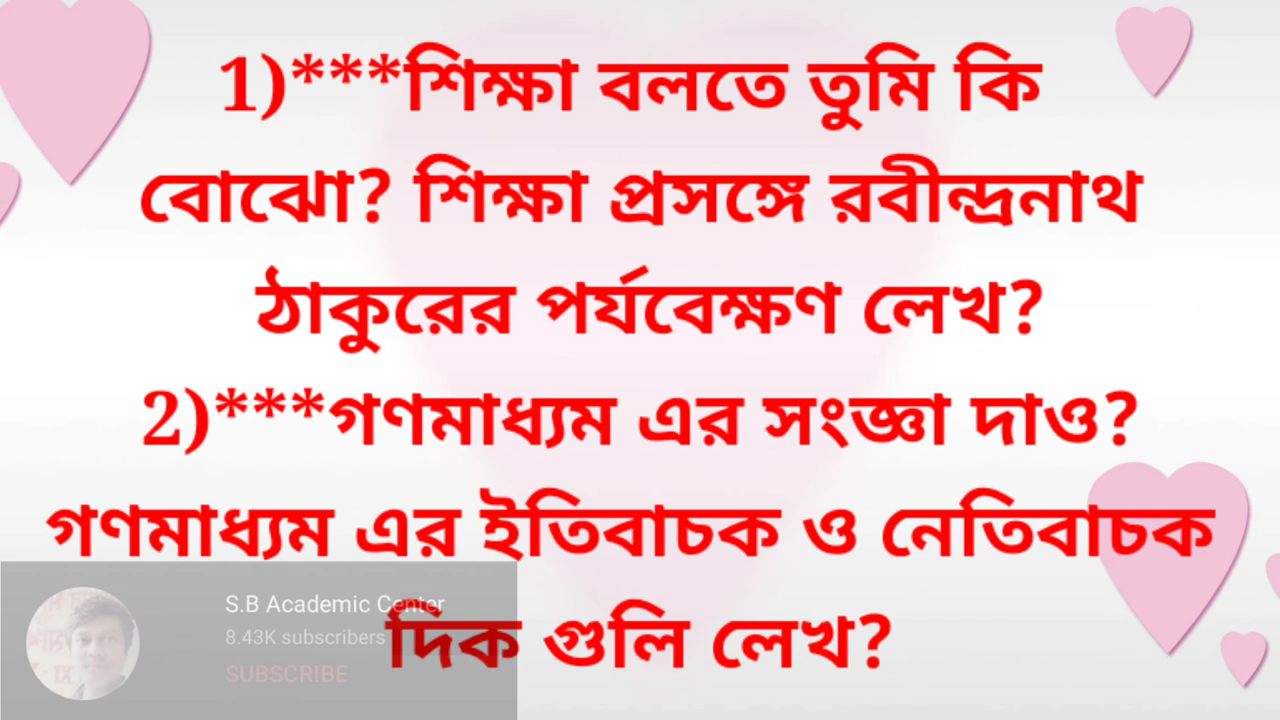 1)***শিক্ষা বলতে তুমি কি
বোঝো? শিক্ষা প্রসঙ্গে রবীন্দ্রনাথ
ঠাকুরের পর্যবেক্ষণ লেখ?
2)***গণমাধ্যম এর সংজ্ঞা দাও?
গণমাধ্যম এর ইতিবাচক ও নেতিবাচক
দিক গুলি লেখ?
S.B Academic Center
8.43K subscribers
SUBSCRIBE